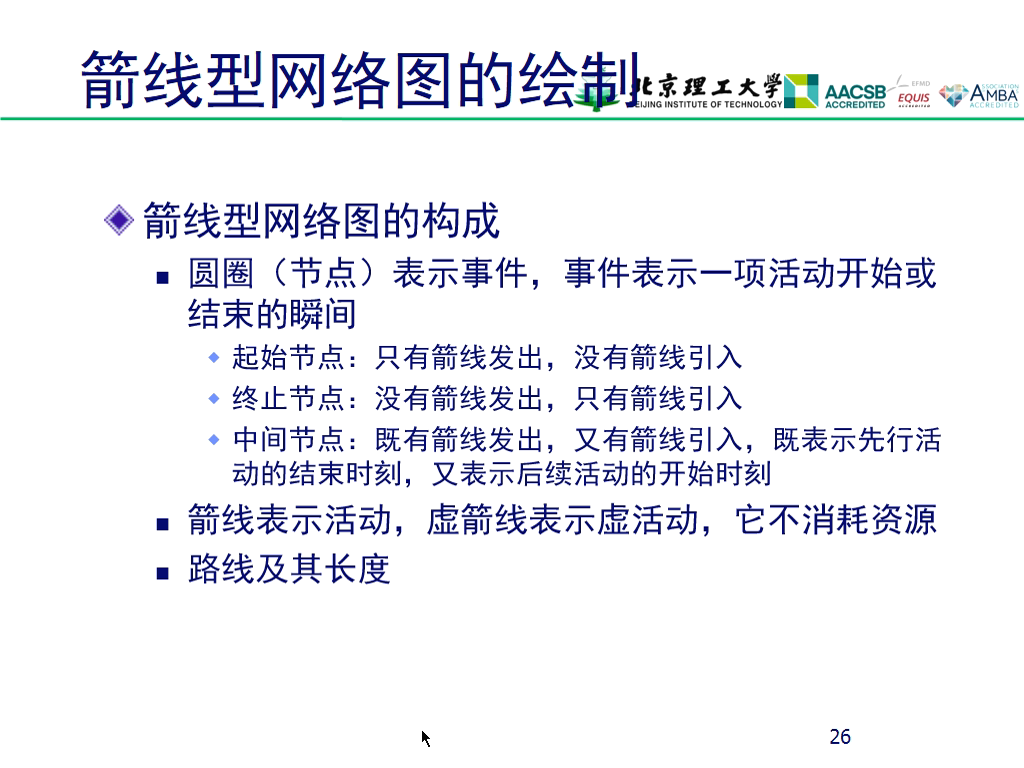 箭线型网络图的绘制
北京理工大学
BEIJING INSTITUTE OF TECHNOLOGY
AACSB
ACCREDITED
EFMD
EQUIS
ACCREDITED
ASSOCIATION
AMBA
ACCREDITED
箭线型网络图的构成
圆圈（节点）表示事件，事件表示一项活动开始或
结束的瞬间
起始节点：只有箭线发出，没有箭线引入
终止节点：没有箭线发出，只有箭线引入
中间节点：既有箭线发出，又有箭线引入，既表示先行活
动的结束时刻，又表示后续活动的开始时刻
箭线表示活动，虚箭线表示虚活动，它不消耗资源
路线及其长度
26